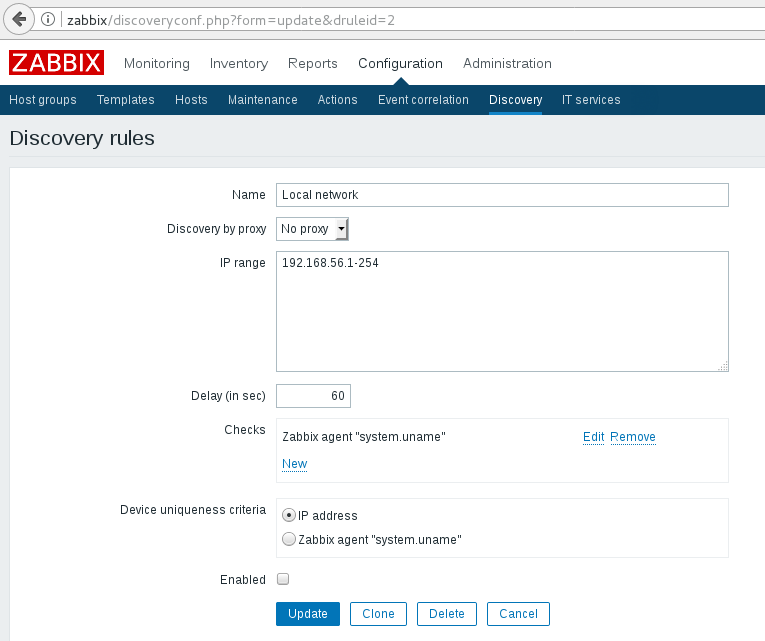 zabbix/discoveryconf.php?form=update&druleid=2
ZABBIX Monitoring Inventory Reports Configuration Administration
Host groups Templates Hosts Maintenance Actions Event correlation Discovery IT services
Discovery rules
Name Local network
Discovery by proxy No proxy
IP range 192.168.56.1-254
Delay (in sec) 60
Checks Zabbix agent "system.uname" Edit Remove
New
Device uniqueness criteria IP address
Zabbix agent "system.uname"
Enabled
Update Clone Delete Cancel